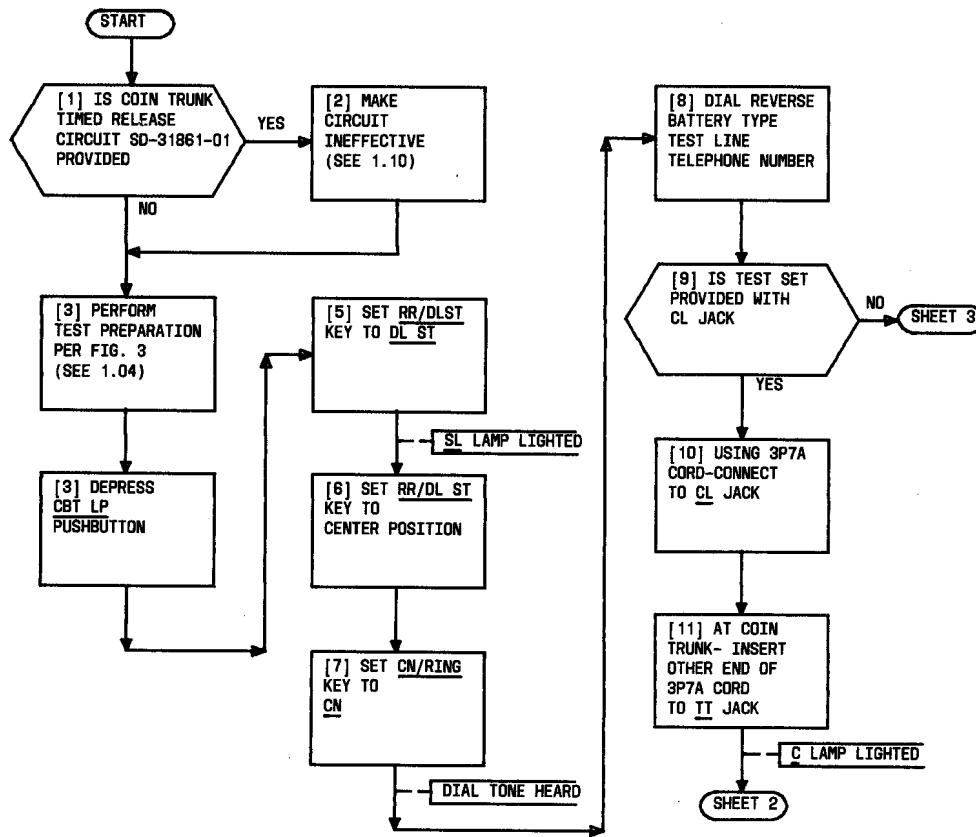 START
[1] IS COIN TRUNK
TIMED RELEASE
CIRCUIT SD-31861-01
PROVIDED
YES
[2] MAKE
CIRCUIT
INEFFECTIVE
(SEE 1.10)
NO
[3] PERFORM
TEST PREPARATION
PER FIG. 3
(SEE 1.04)
[3] DEPRESS
CBT LP
PUSHBUTTON
[5] SET RR/DLST
KEY TO DL ST
SL LAMP LIGHTED
[6] SET RR/DL ST
KEY TO
CENTER POSITION
[7] SET CN/RING
KEY TO
CN
DIAL TONE HEARD
[8] DIAL REVERSE
BATTERY TYPE
TEST LINE
TELEPHONE NUMBER
[9] IS TEST SET
PROVIDED WITH
CL JACK
NO
SHEET 3
YES
[10] USING 3P7A
CORD-CONNECT
TO CL JACK
[11] AT COIN
TRUNK- INSERT
OTHER END OF
3P7A CORD
TO TT JACK
C LAMP LIGHTED
SHEET 2